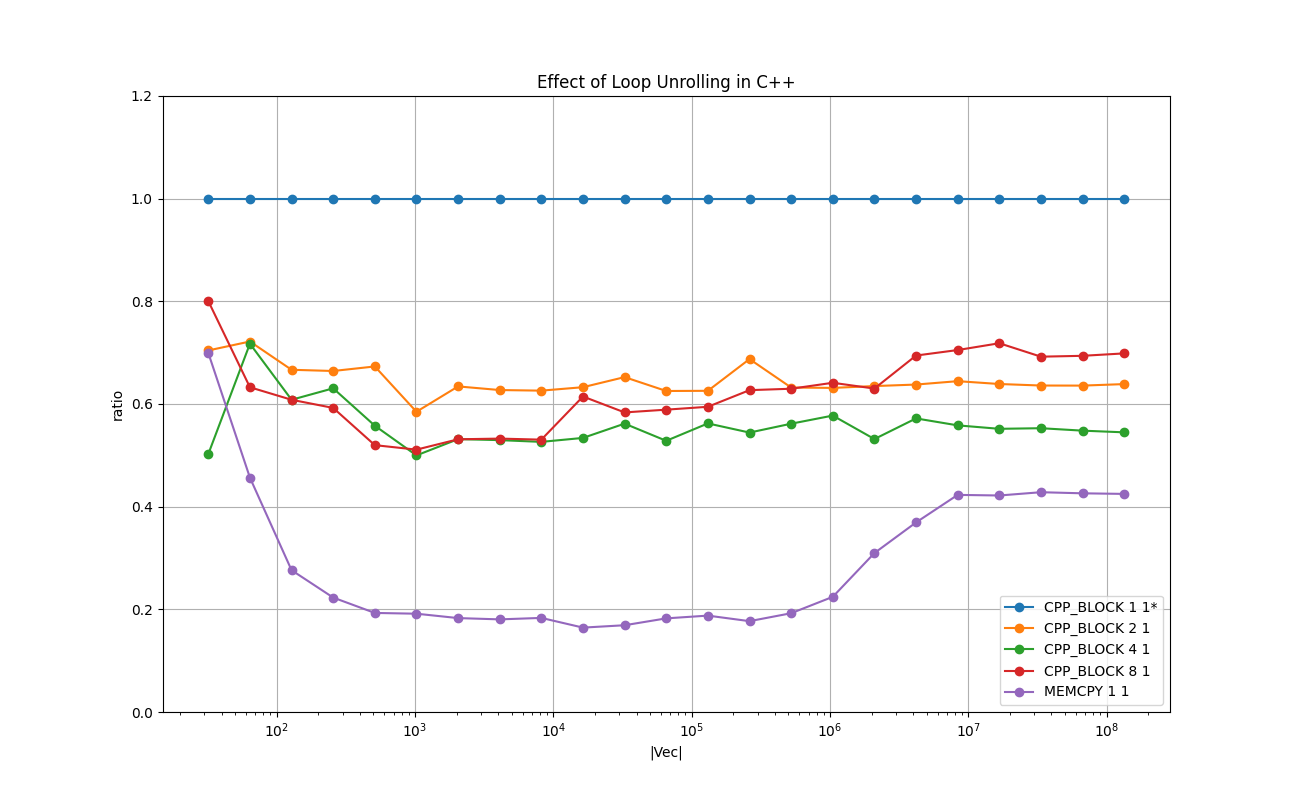 Effect of Loop Unrolling in C++
1.2
1.0
0.8
0.6
0.4
0.2
0.0
ratio
10²
10³
10⁴
10⁵
10⁶
10⁷
10⁸
|Vec|
CPP_BLOCK 1 1*
CPP_BLOCK 2 1
CPP_BLOCK 4 1
CPP_BLOCK 8 1
MEMCPY 1 1